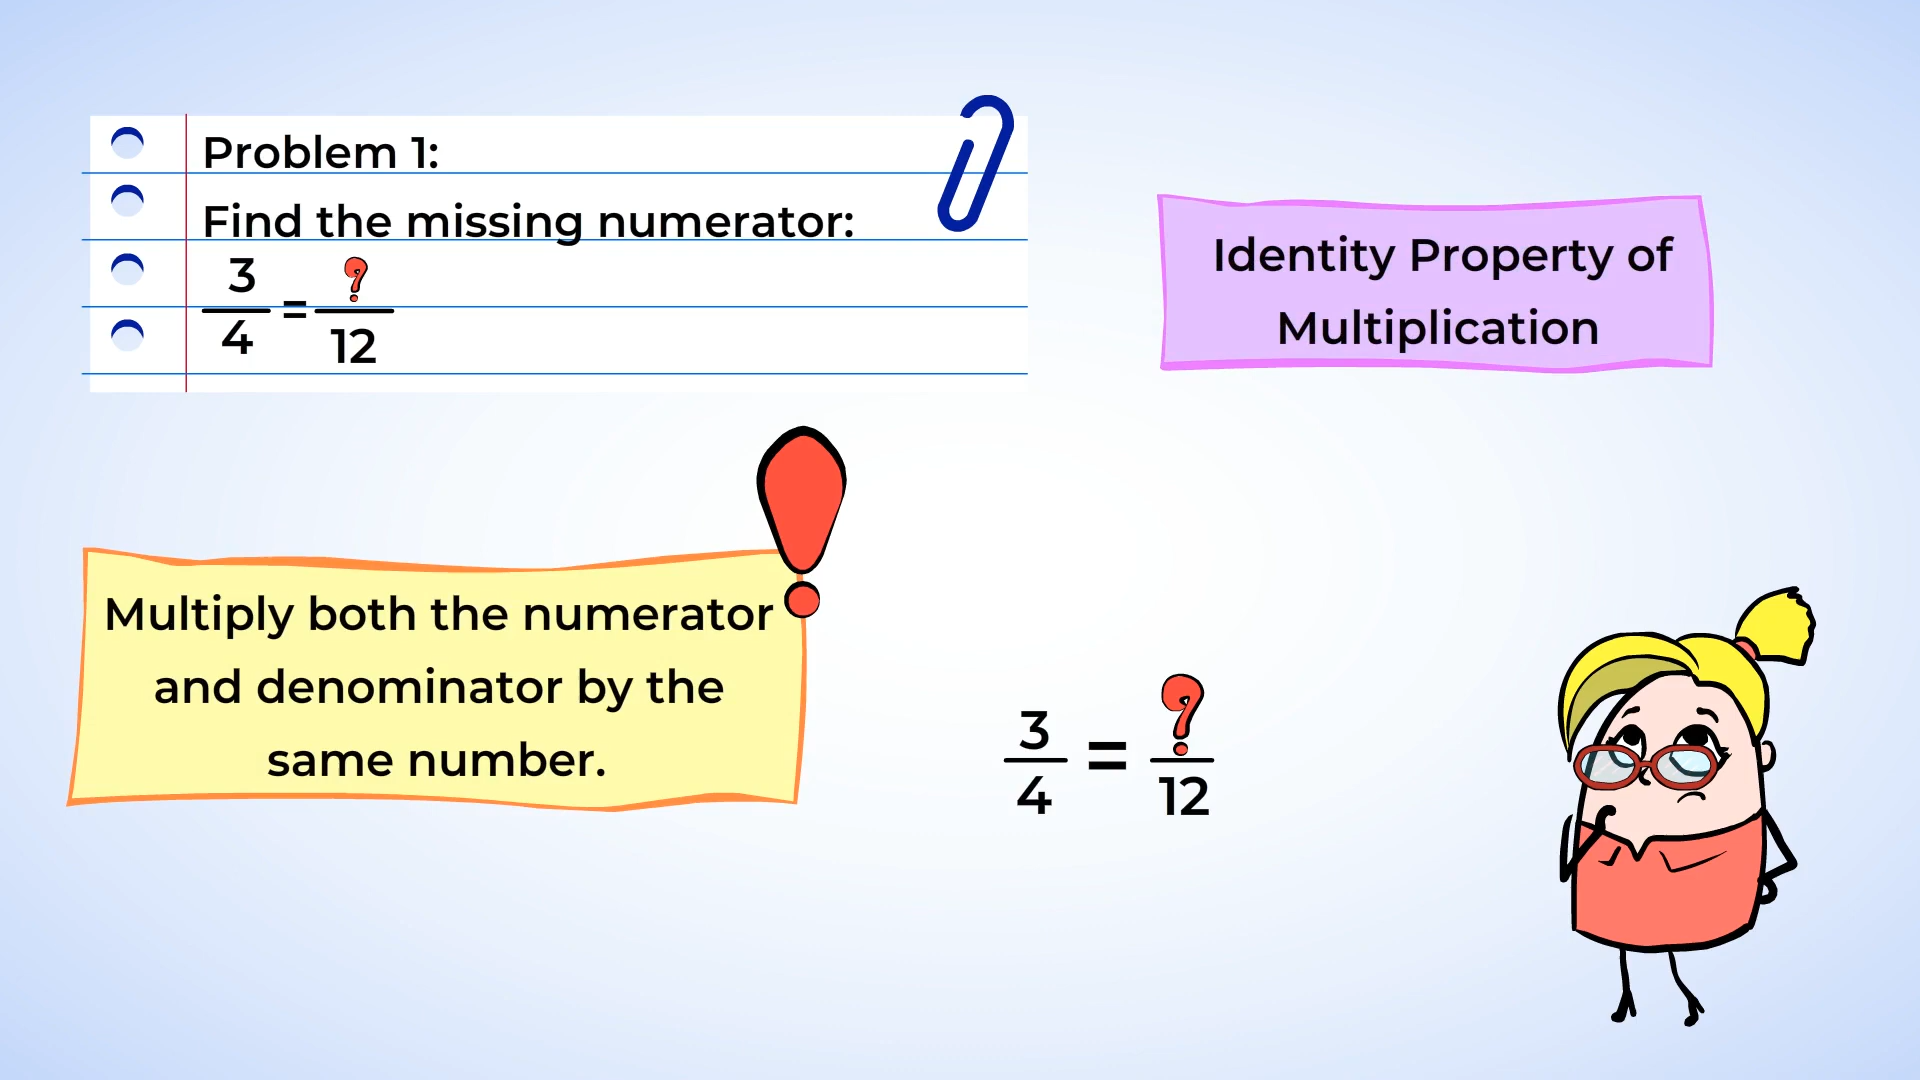 Problem 1:
Find the missing numerator:
3/4 = ?/12
Identity Property of
Multiplication
Multiply both the numerator
and denominator by the
same number.
3/4 = ?/12